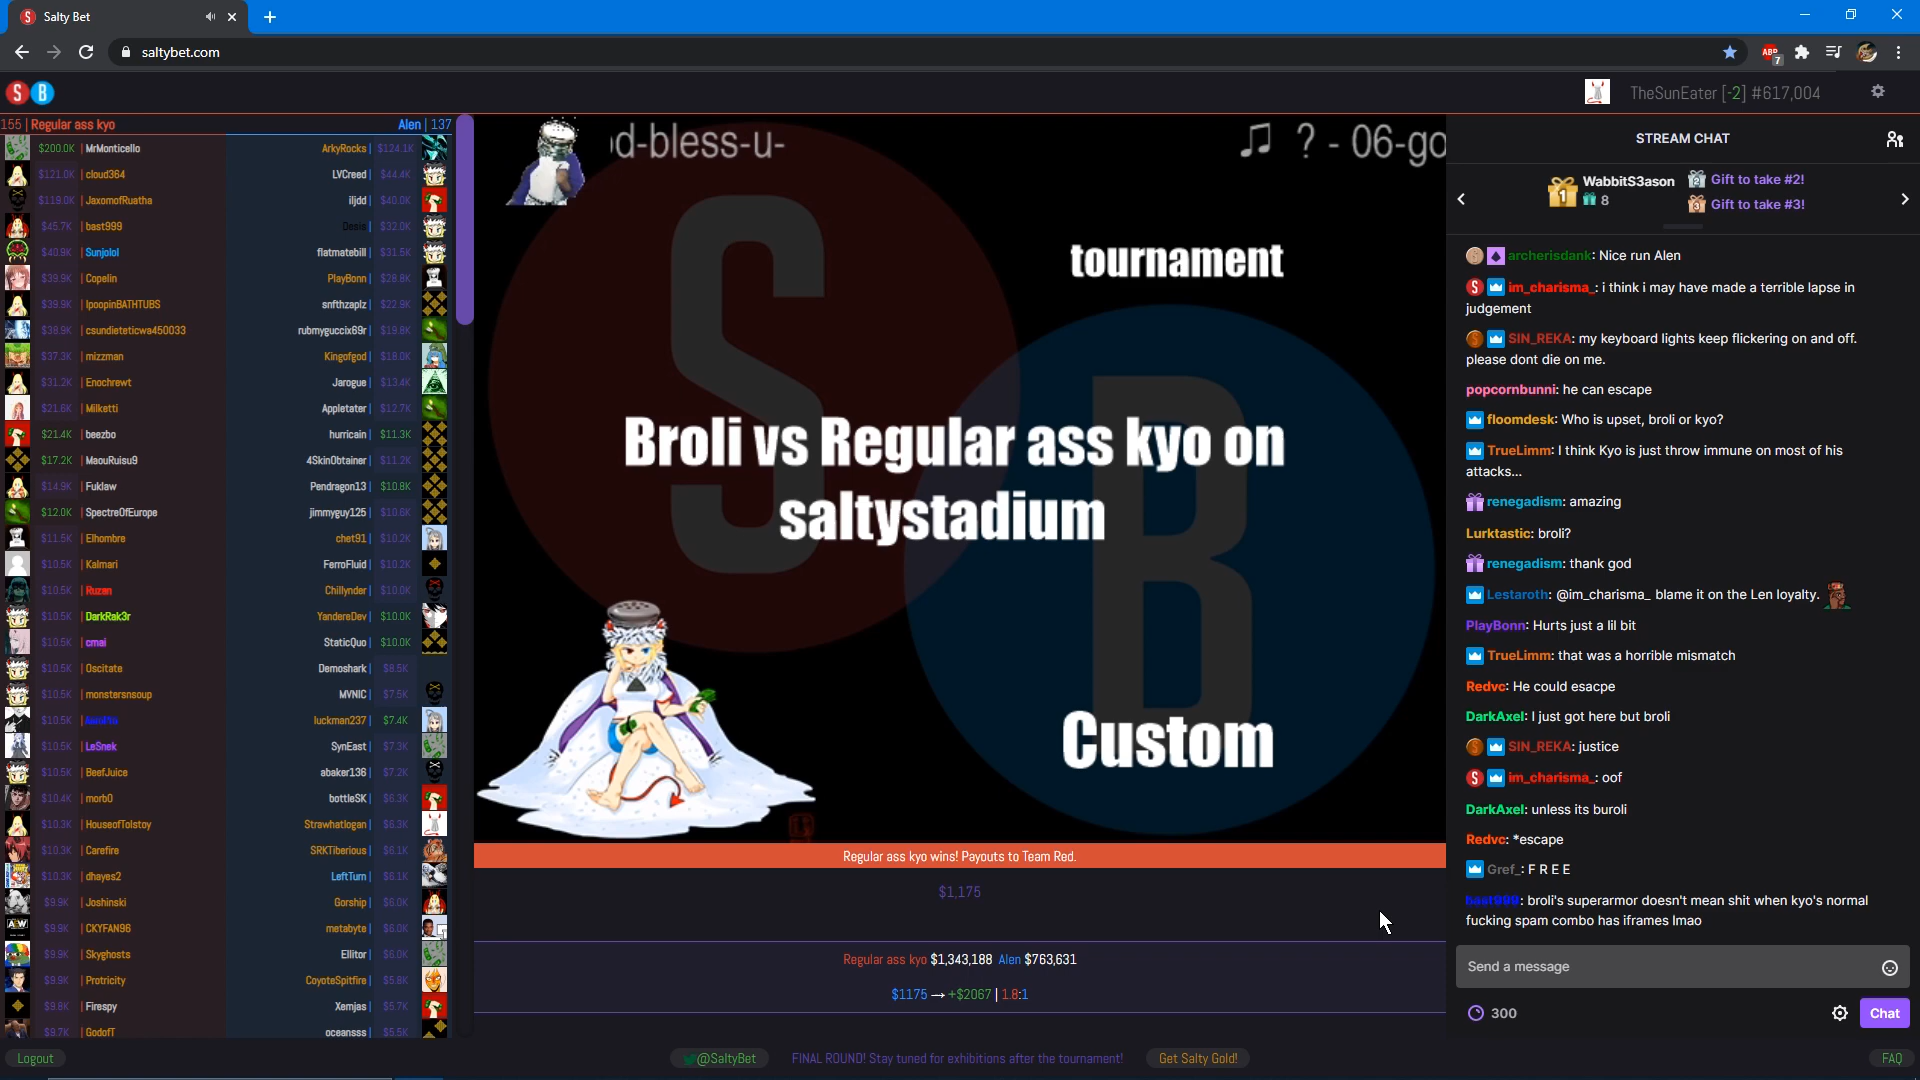 Salty Bet
saltybet.com
ABP
7
S B
TheSunEater [-2] #617,004
155 | Regular ass kyo
Alen | 137
$200.0K | MrMonticello
ArkyRocks | $124.1K
$121.0K | cloud364
LVCreed | $44.4K
$119.0K | JaxomofRuatha
iljdd | $40.0K
$45.7K | bast999
Dosis | $32.0K
$40.9K | Sunjolol
flatmatebill | $31.5K
$39.9K | Copelin
PlayBonn | $28.8K
$39.9K | IpoopinBATHTUBS
snfthzaplz | $22.9K
$38.9K | csundieteticwa450033
rubmyguccix69r | $19.8K
$37.3K | mizzman
Kingofgod | $18.0K
$31.2K | Enochrewt
Jarogue | $13.4K
$21.6K | Milketti
Appletater | $12.7K
$21.4K | beezbo
hurricain | $11.3K
$17.2K | MaouRuisu9
4SkinObtainer | $11.2K
$14.9K | Fuklaw
Pendragon13 | $10.8K
$12.0K | SpectreOfEurope
jimmyguy125 | $10.6K
$11.5K | Elhombre
chet91 | $10.2K
$10.5K | Kalmari
FerroFluid | $10.2K
$10.5K | Ruzen
Chillynder | $10.0K
$10.5K | DarkRak3r
YandereDev | $10.0K
$10.5K | cmai
StaticQuo | $10.0K
$10.5K | Oscitate
Demoshark | $8.5K
$10.5K | monstersnsoup
MVNIC | $7.5K
$10.5K |
luckman237 | $7.4K
$10.5K | LeSnek
SynEast | $7.3K
$10.5K | BeefJuice
abaker136 | $7.2K
$10.4K | morb0
bottleSK | $6.3K
$10.3K | HouseofTolstoy
Strawhatlogan | $6.3K
$10.3K | Carefire
SRKTiberious | $6.1K
$10.3K | dhayes2
LeftTurn | $6.1K
$9.9K | Joshinski
Gorship | $6.0K
AEW
$9.9K | CKYFAN96
metabyte | $6.0K
$9.9K | Skyghosts
Ellitor | $6.0K
$9.9K | Protricity
CoyoteSpitfire | $5.8K
$9.8K | Firespy
Xemjas | $5.7K
$9.7K | GodofT
oceansss | $5.5K
d-bless-u-
♫ ? - 06-go
S
B
tournament
Broli vs Regular ass kyo on
saltystadium
Custom
Regular ass kyo wins! Payouts to Team Red.
$1,175
Regular ass kyo $1,343,188 Alen $763,631
$1175 → +$2067 | 1.8:1
STREAM CHAT
1
WabbitS3ason
8
Gift to take #2!
Gift to take #3!
archerisdank: Nice run Alen
im_charisma_: i think i may have made a terrible lapse in
judgement
SIN_REKA: my keyboard lights keep flickering on and off.
please dont die on me.
popcornbunni: he can escape
floomdesk: Who is upset, broli or kyo?
TrueLimm: I think Kyo is just throw immune on most of his
attacks...
renegadism: amazing
Lurktastic: broli?
renegadism: thank god
Lestaroth: @im_charisma_ blame it on the Len loyalty.
PlayBonn: Hurts just a lil bit
TrueLimm: that was a horrible mismatch
Redvc: He could esacpe
DarkAxel: I just got here but broli
SIN_REKA: justice
im_charisma_: oof
DarkAxel: unless its buroli
Redvc: *escape
Gref_: F R E E
bast999: broli's superarmor doesn't mean shit when kyo's normal
fucking spam combo has iframes lmao
Send a message
300
Chat
Logout
@SaltyBet
FINAL ROUND! Stay tuned for exhibitions after the tournament!
Get Salty Gold!
FAQ